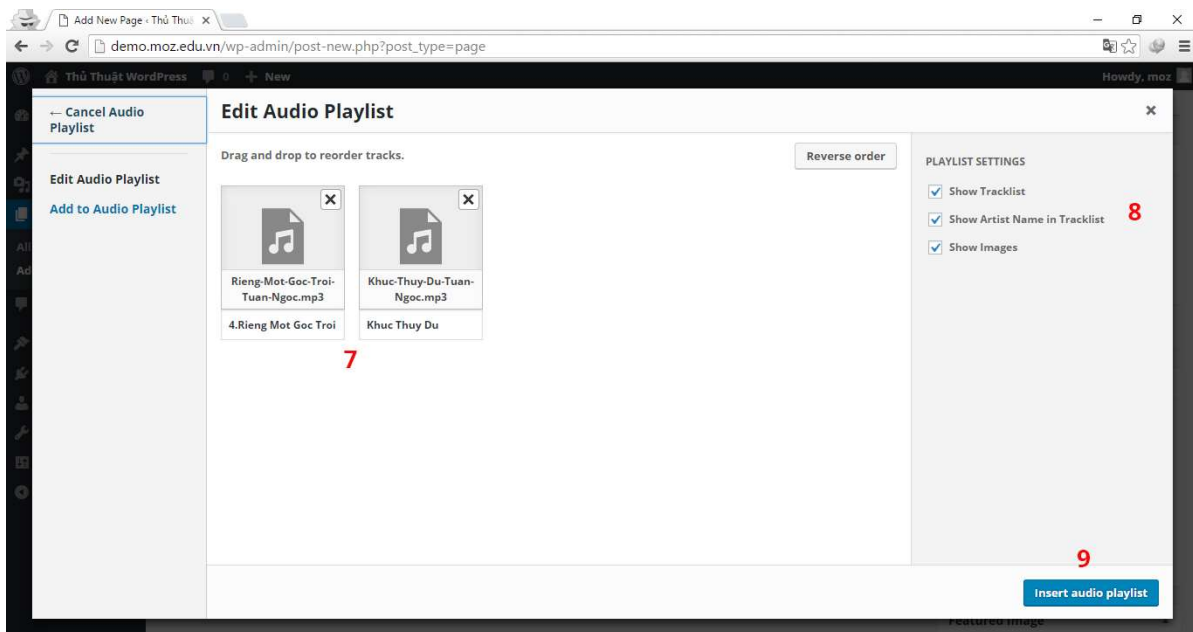 Add New Page ‹ Thủ Thuậ
demo.moz.edu.vn/wp-admin/post-new.php?post_type=page
Thủ Thuật WordPress 0 + New Howdy, moz
← Cancel Audio
Playlist
Edit Audio Playlist
Add to Audio Playlist
All
Ad
Edit Audio Playlist
Drag and drop to reorder tracks.
Reverse order
Rieng-Mot-Goc-Troi-
Tuan-Ngoc.mp3
4.Rieng Mot Goc Troi
Khuc-Thuy-Du-Tuan-
Ngoc.mp3
Khuc Thuy Du
7
PLAYLIST SETTINGS
Show Tracklist
Show Artist Name in Tracklist
Show Images
8
9
Insert audio playlist
Featured Image